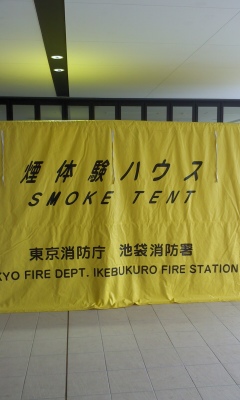 煙体験ハウス
SMOKE TENT
東京消防庁 池袋消防署
KYO FIRE DEPT. IKEBUKURO FIRE STATION